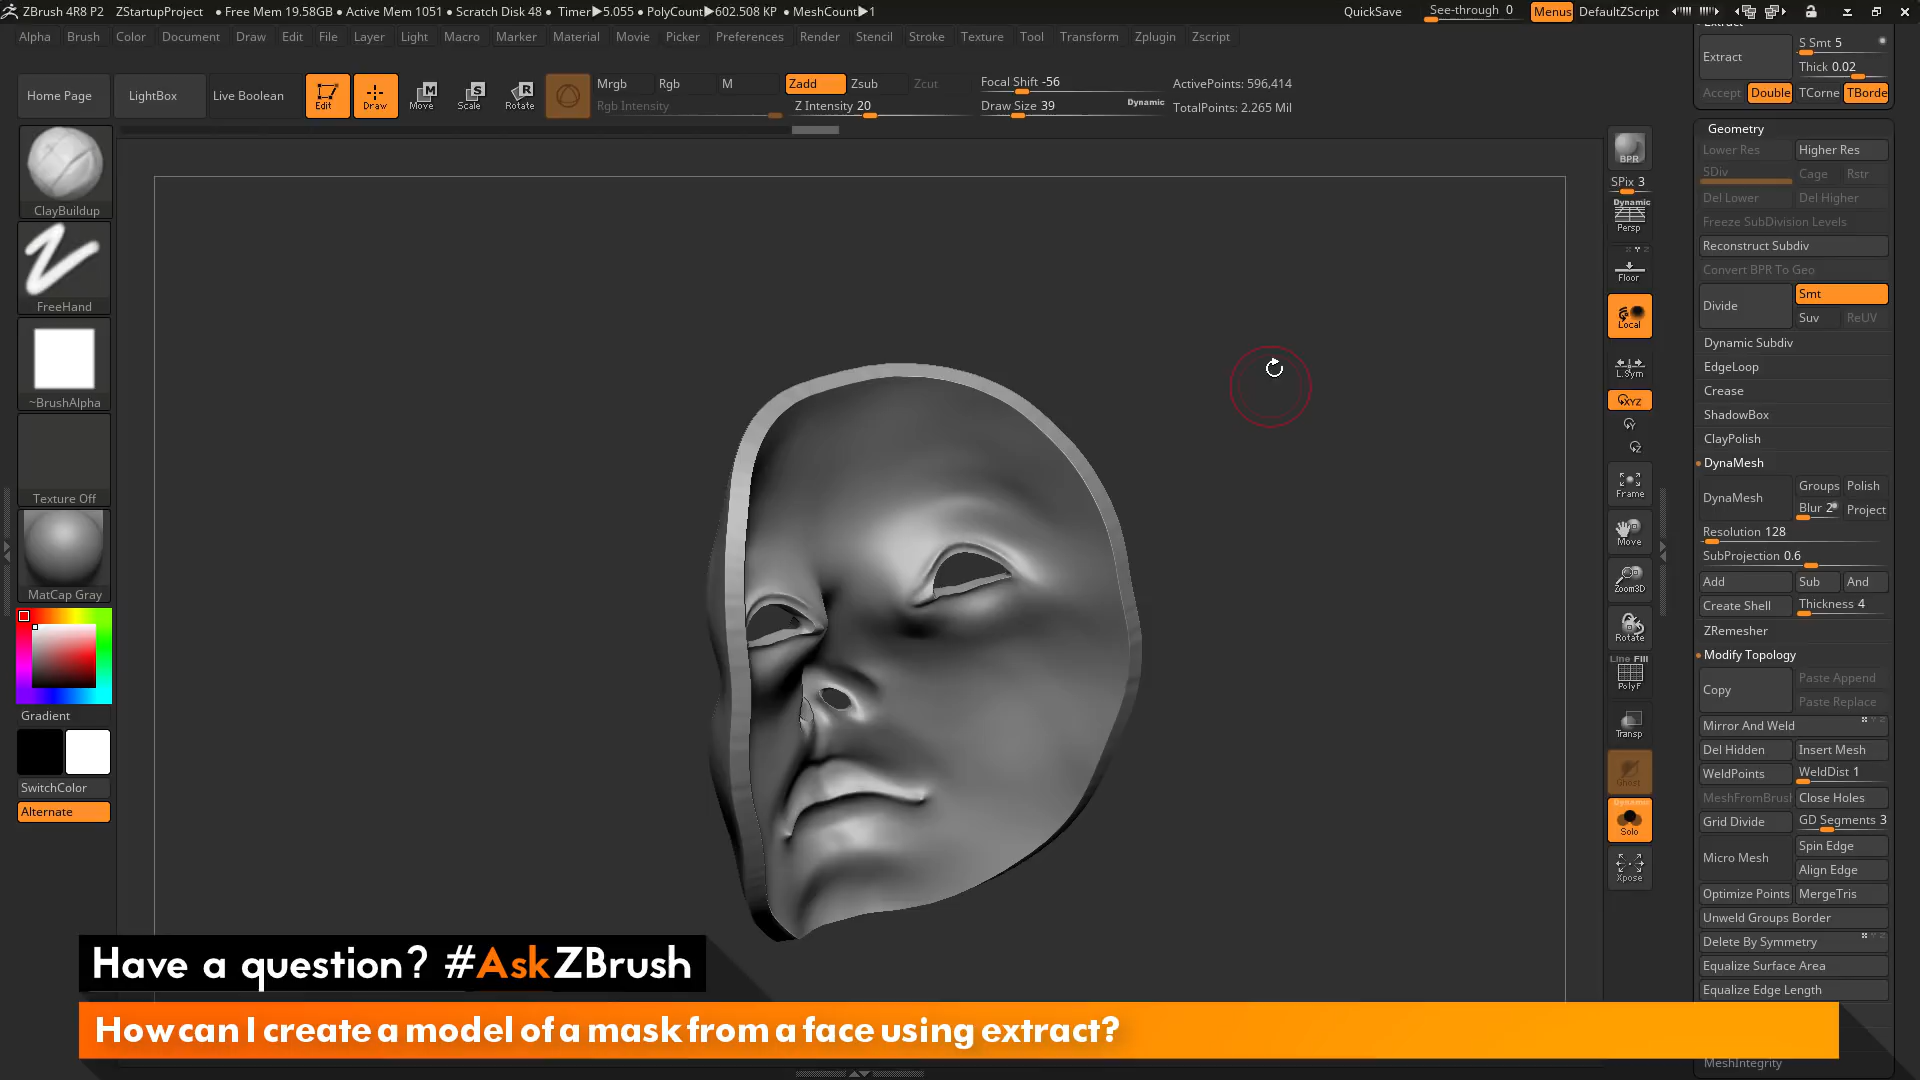 ZBrush 4R8 P2 ZStartupProject • Free Mem 19.58GB • Active Mem 1051 • Scratch Disk 48 • Timer▶5.055 • PolyCount▶602.508 KP • MeshCount▶1 QuickSave See-through 0 Menus DefaultZScript
Alpha Brush Color Document Draw Edit File Layer Light Macro Marker Material Movie Picker Preferences Render Stencil Stroke Texture Tool Transform Zplugin Zscript
Home Page LightBox Live Boolean Edit Draw Move Scale Rotate
M S R
Mrgb Rgb M Zadd Zsub Zcut Focal Shift -56 ActivePoints: 596,414
Rgb Intensity Z Intensity 20 Draw Size 39 Dynamic TotalPoints: 2.265 Mil
ClayBuildup
FreeHand
~BrushAlpha
Texture Off
MatCap Gray
Gradient
SwitchColor
Alternate
BPR
SPix 3
Dynamic
Persp
Floor
Local
L.Sym
XYZ
Y
Z
Frame
Move
Zoom3D
Rotate
Line Fill
PolyF
Transp
Ghost
Dynamic
Solo
Xpose
Extract S Smt 5
Thick 0.02
Accept Double TCorne TBorde
Geometry
Lower Res Higher Res
SDiv Cage Rstr
Del Lower Del Higher
Freeze SubDivision Levels
Reconstruct Subdiv
Convert BPR To Geo
Divide Smt
Suv ReUV
Dynamic Subdiv
EdgeLoop
Crease
ShadowBox
ClayPolish
DynaMesh
DynaMesh Groups Polish
Blur 2 Project
Resolution 128
SubProjection 0.6
Add Sub And
Create Shell Thickness 4
ZRemesher
Modify Topology
Copy Paste Append
Paste Replace
Mirror And Weld
Del Hidden Insert Mesh
WeldPoints WeldDist 1
MeshFromBrush Close Holes
Grid Divide GD Segments 3
Micro Mesh Spin Edge
Align Edge
Optimize Points MergeTris
Unweld Groups Border
Delete By Symmetry
Equalize Surface Area
Equalize Edge Length
MeshIntegrity
Have a question? #AskZBrush
How can I create a model of a mask from a face using extract?